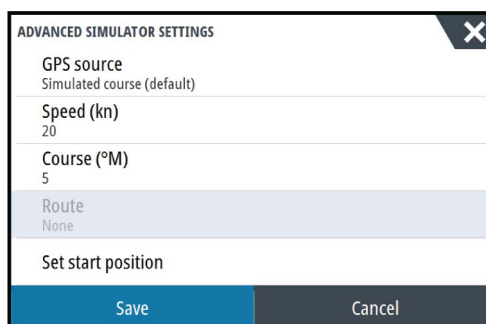 ADVANCED SIMULATOR SETTINGS
GPS source
Simulated course (default)
Speed (kn)
20
Course (°M)
5
Route
None
Set start position
Save
Cancel